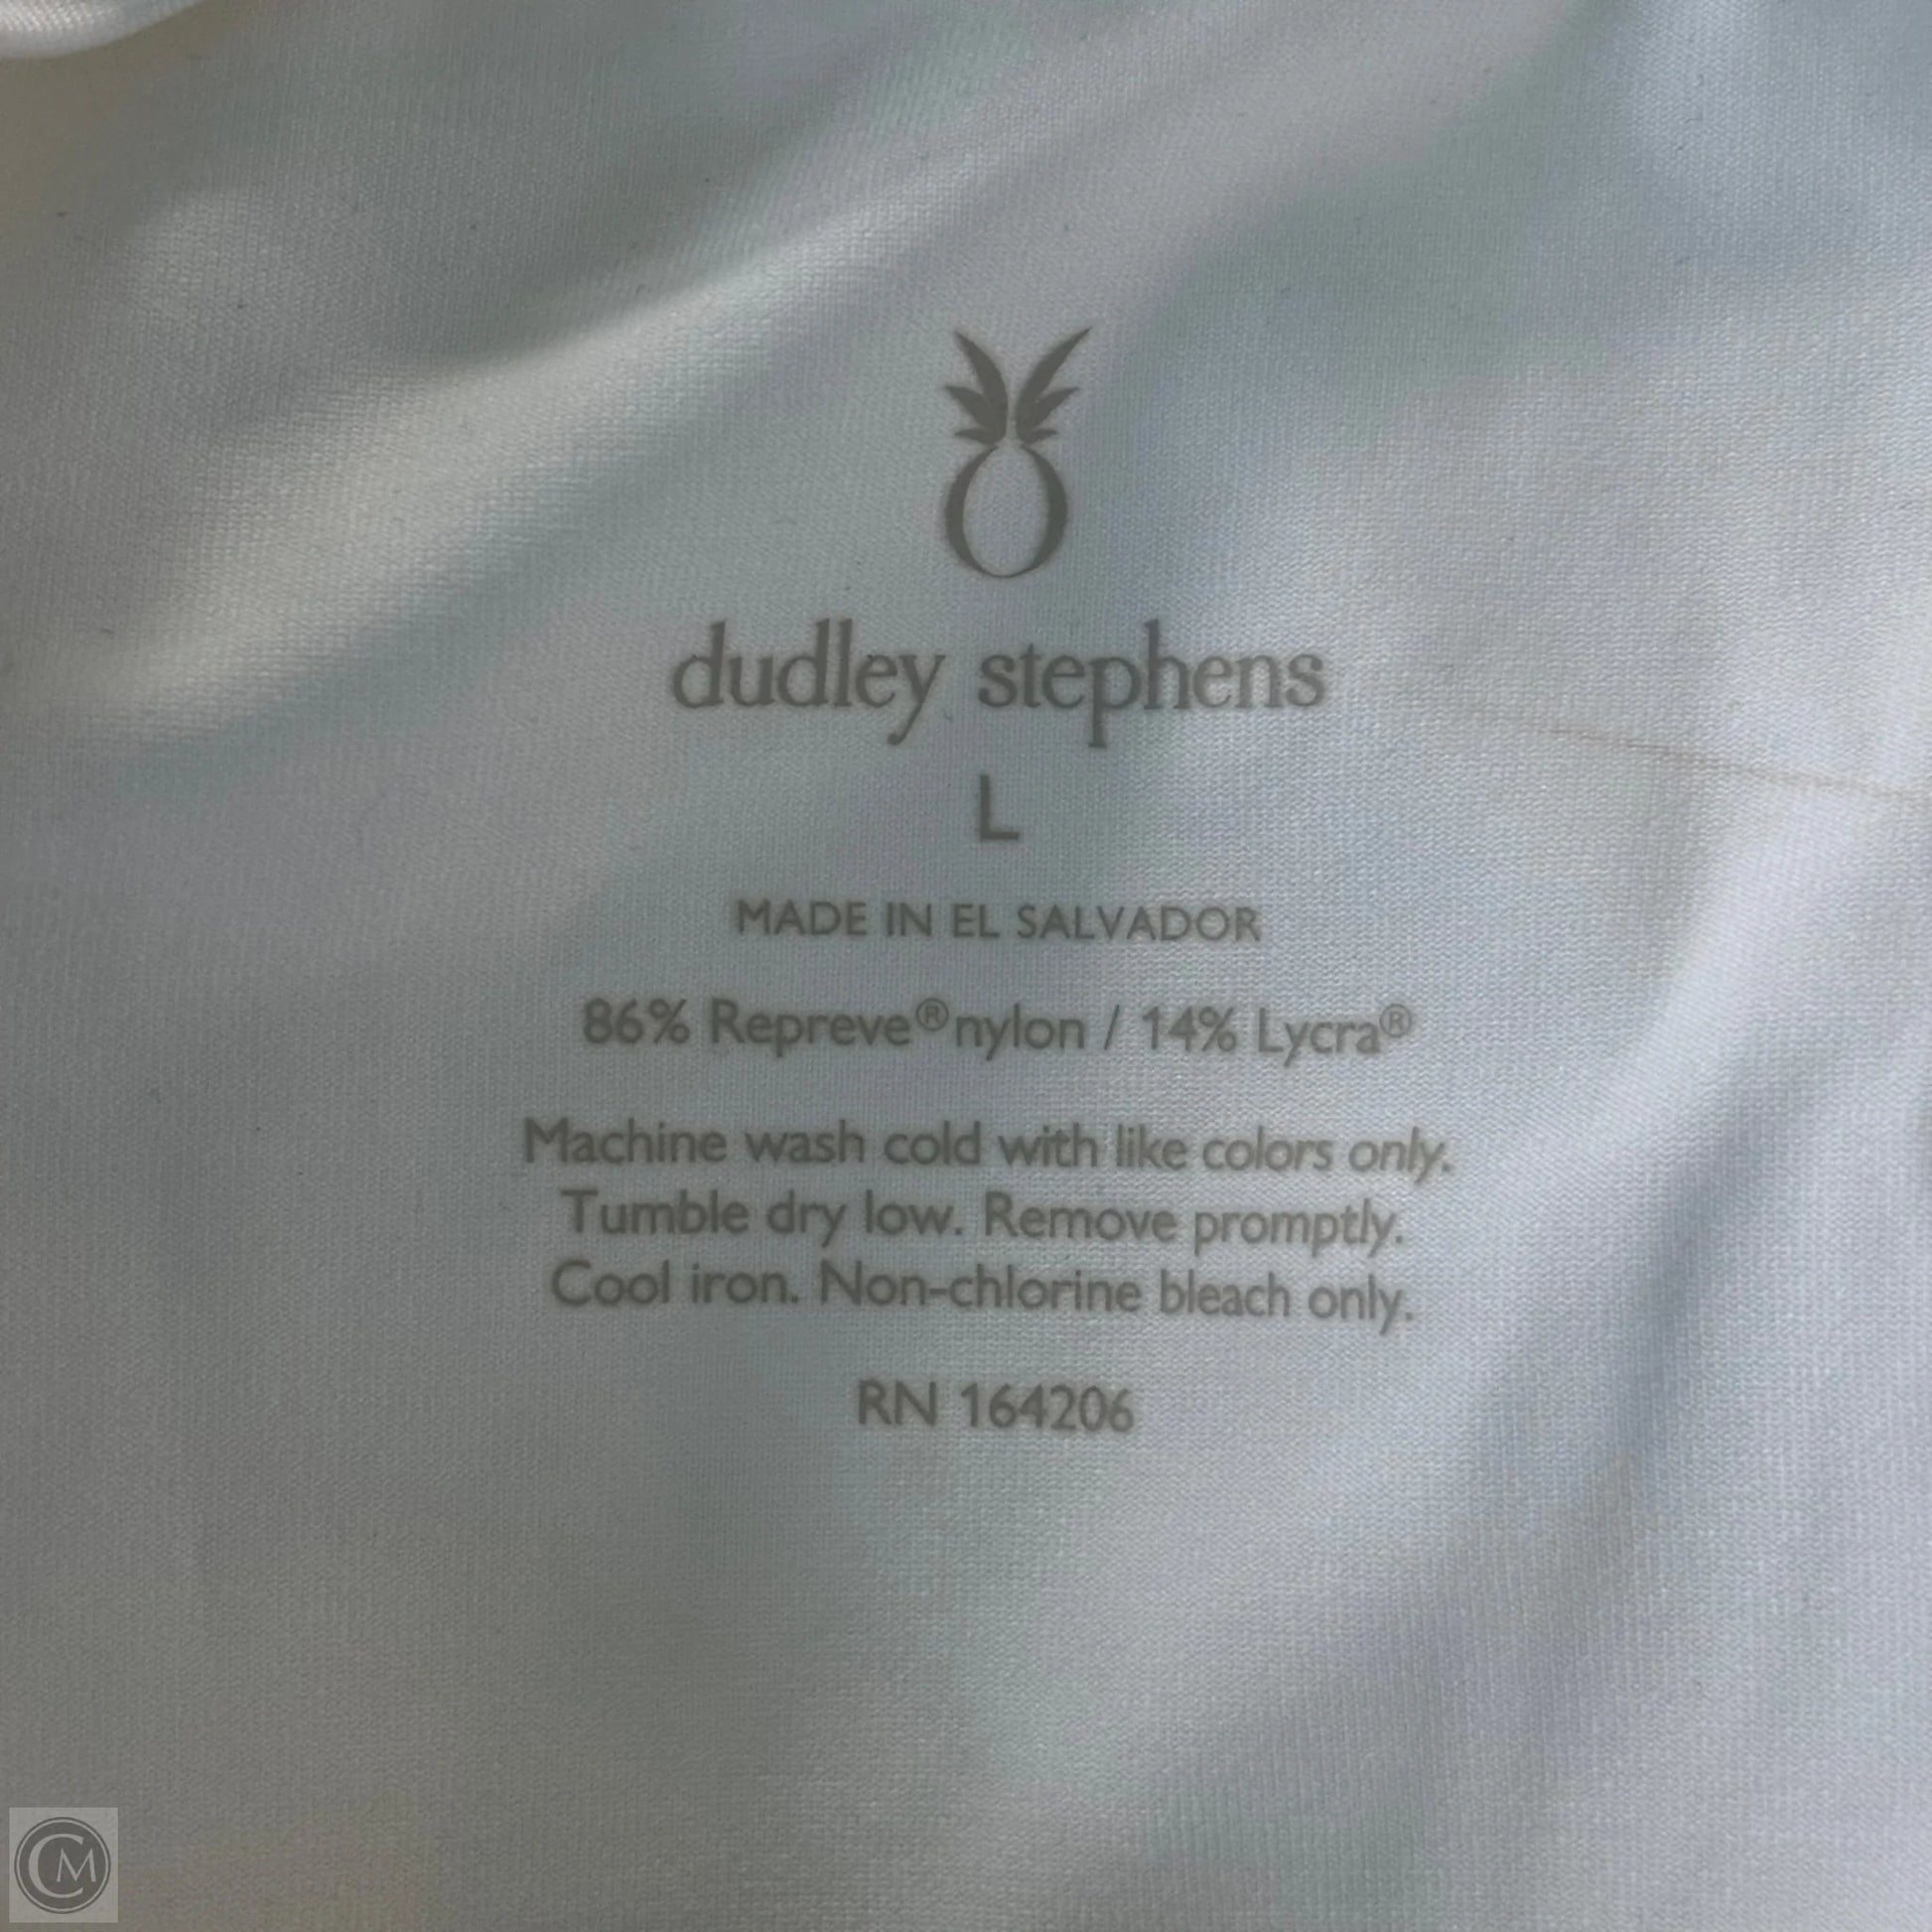 dudley stephens
L
MADE IN EL SALVADOR
86% Repreve® nylon / 14% Lycra®
Machine wash cold with like colors only.
Tumble dry low. Remove promptly.
Cool iron. Non-chlorine bleach only.
RN 164206
CM